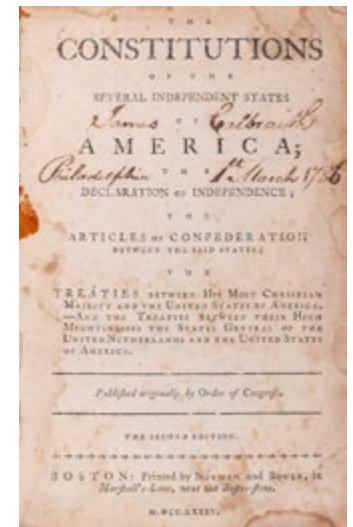 THE
CONSTITUTIONS
OF THE
SEVERAL INDEPENDENT STATES
OF
James Calbraith
AMERICA;
THE
Philadelphia 1st March 1786
DECLARATION OF INDEPENDENCE;
THE
ARTICLES OF CONFEDERATION
BETWEEN THE SAID STATES;
THE
TREATIES BETWEEN HIS MOST CHRISTIAN
MAJESTY AND THE UNITED STATES OF AMERICA.
—AND THE TREATIES BETWEEN THEIR HIGH
MIGHTINESSES THE STATES GENERAL OF THE
UNITED NETHERLANDS AND THE UNITED STATES
OF AMERICA.
Published originally by Order of Congress.
THE SECOND EDITION.
BOSTON: Printed by NORMAN and BOWEN, in
Marshall's-Lane, near the Boston-stone.
M,DCC,LXXXV.